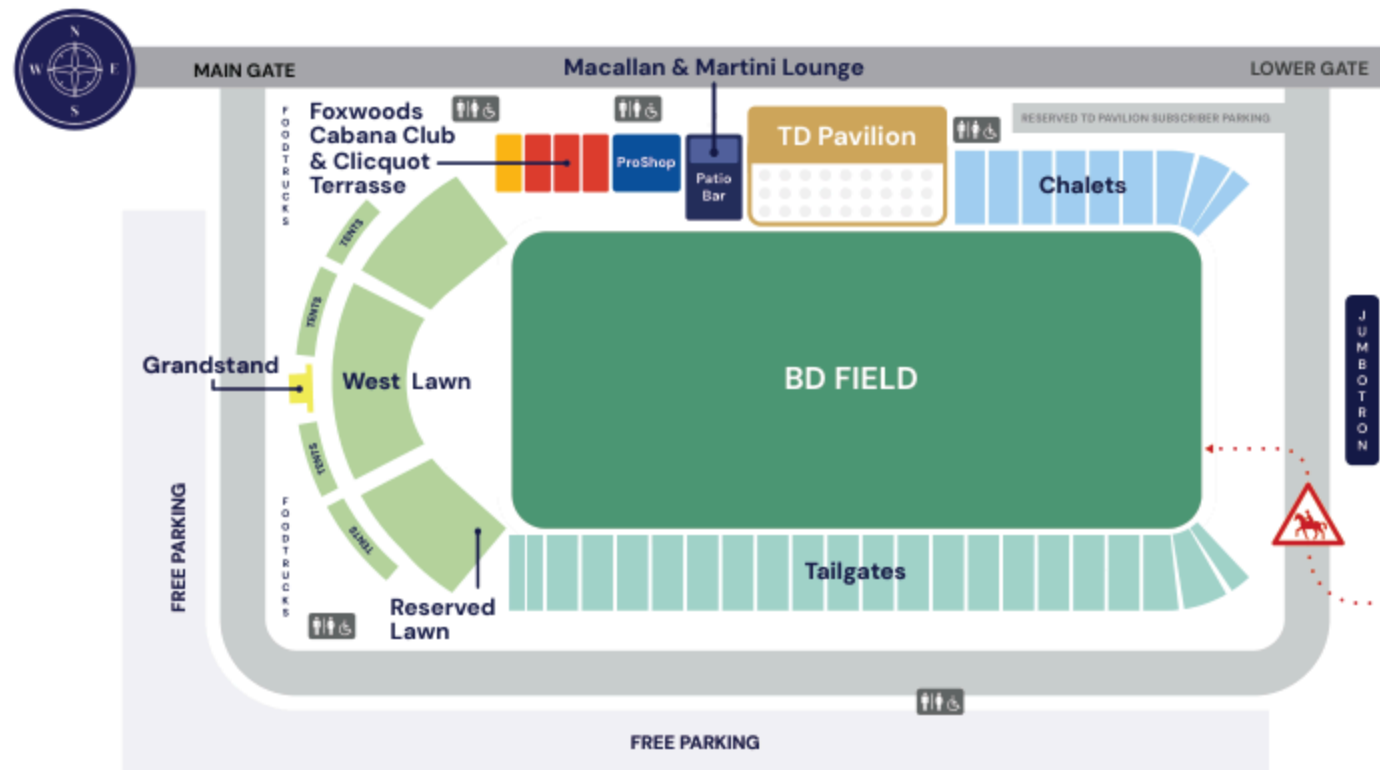 N
W E
S
MAIN GATE
Macallan & Martini Lounge
LOWER GATE
FOODTRUCKS
Foxwoods
Cabana Club
& Clicquot
Terrasse
ProShop
Patio
Bar
TD Pavilion
RESERVED TD PAVILION SUBSCRIBER PARKING
Chalets
TENTS
TENTS
Grandstand
West Lawn
BD FIELD
JUMBOTRON
TENTS
TENTS
FREE PARKING
FOODTRUCKS
Tailgates
Reserved
Lawn
FREE PARKING